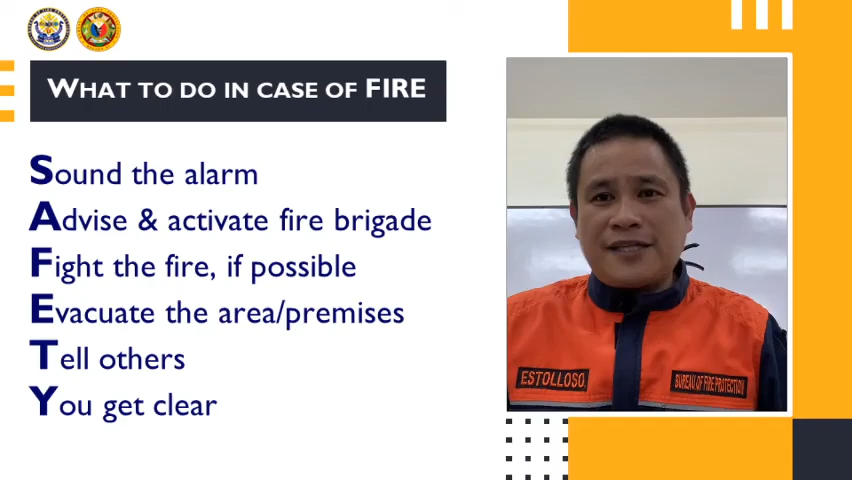 WHAT TO DO IN CASE OF FIRE
Sound the alarm
Advise & activate fire brigade
Fight the fire, if possible
Evacuate the area/premises
Tell others
You get clear
ESTOLLOSO
BUREAU OF FIRE PROTECTION